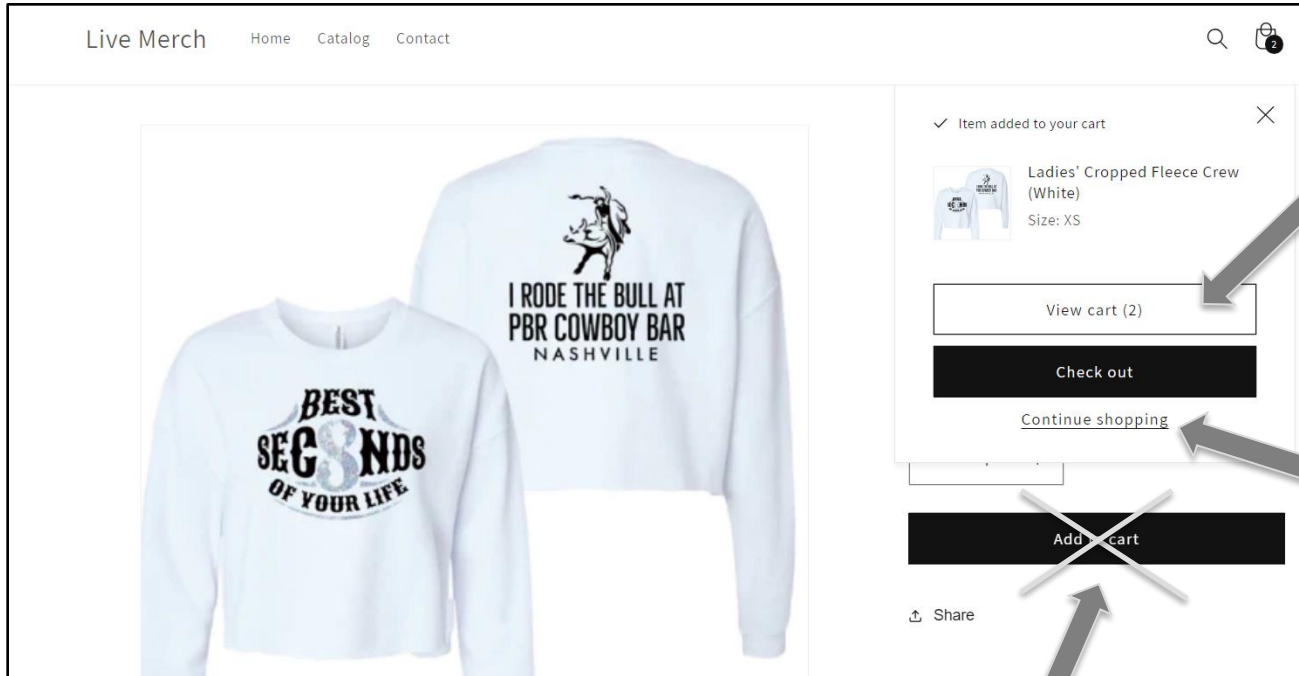 Live Merch
Home Catalog Contact
2
Item added to your cart
Ladies' Cropped Fleece Crew
(White)
Size: XS
View cart (2)
Check out
Continue shopping
Add cart
Share
I RODE THE BULL AT
PBR COWBOY BAR
NASHVILLE
BEST
SEC8NDS
OF YOUR LIFE